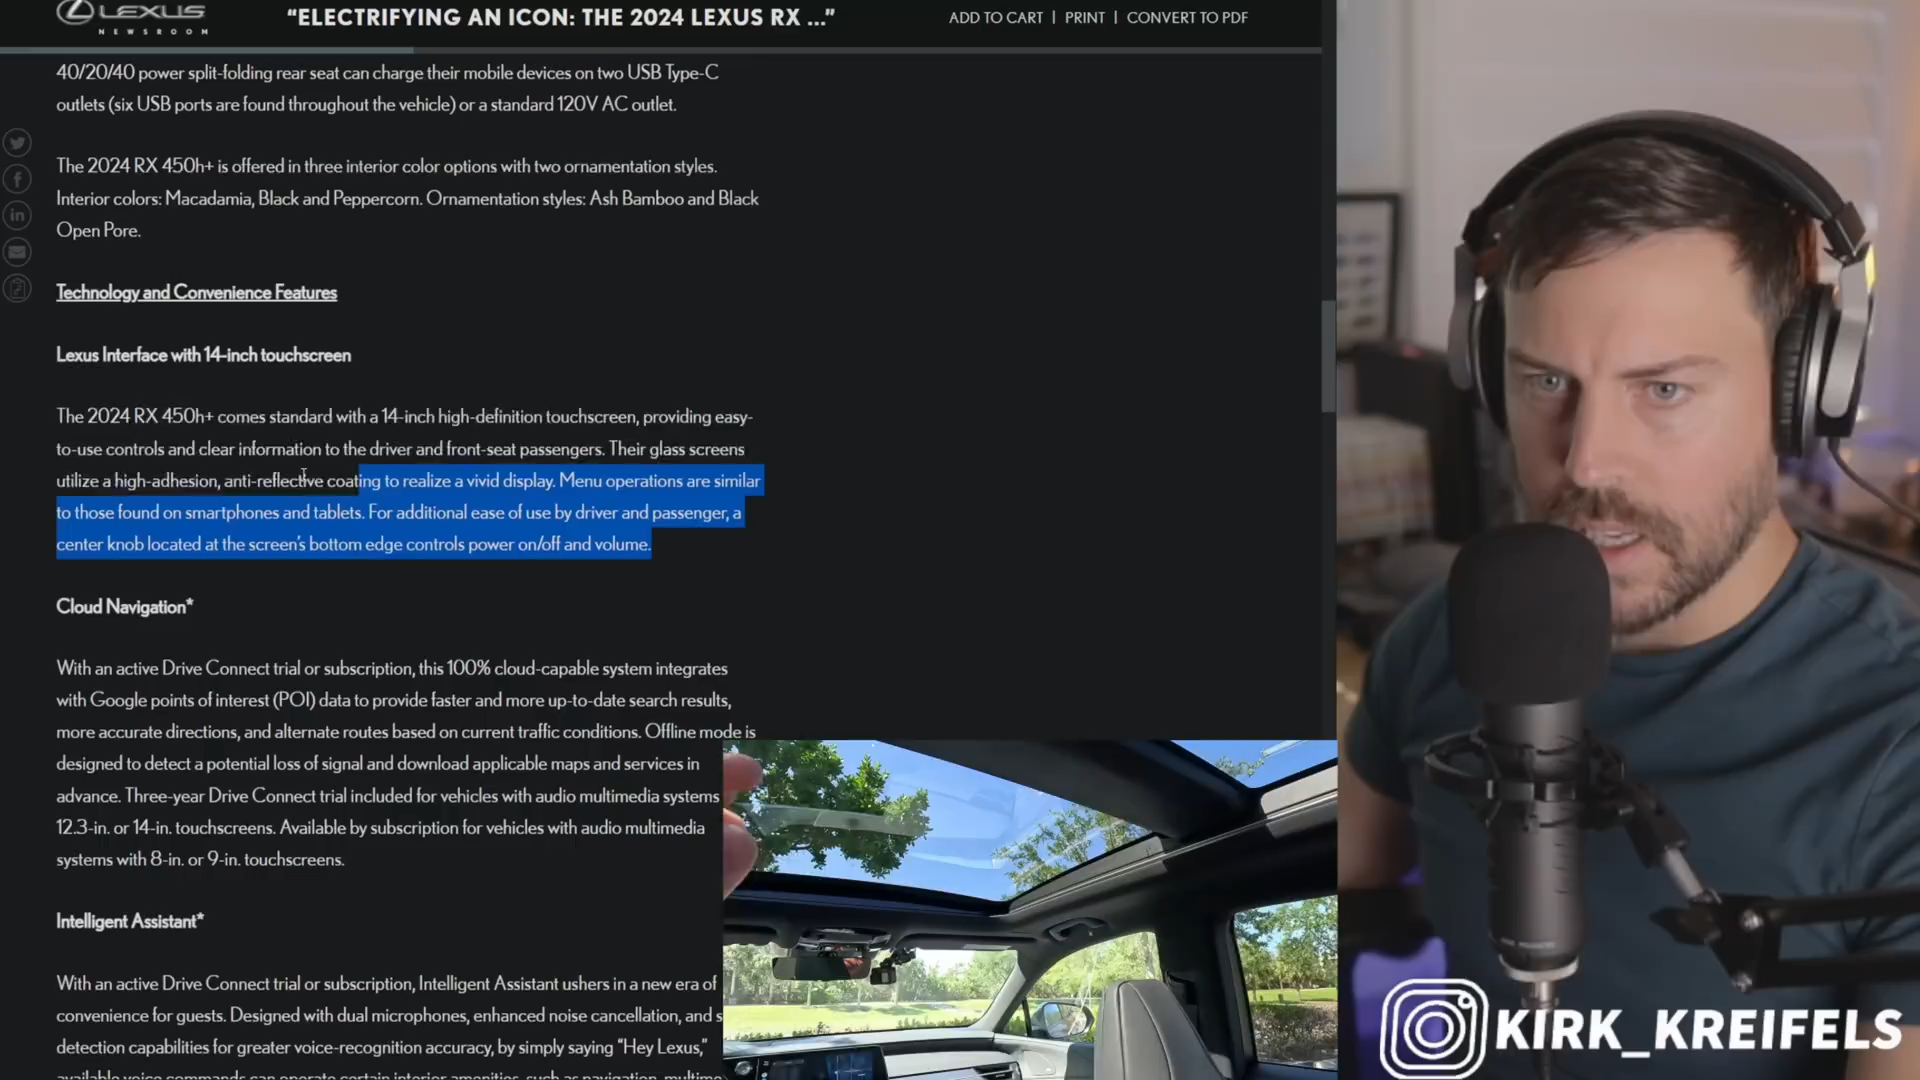 LEXUS
NEWSROOM
“ELECTRIFYING AN ICON: THE 2024 LEXUS RX ...”
ADD TO CART | PRINT | CONVERT TO PDF
40/20/40 power split-folding rear seat can charge their mobile devices on two USB Type-C
outlets (six USB ports are found throughout the vehicle) or a standard 120V AC outlet.
The 2024 RX 450h+ is offered in three interior color options with two ornamentation styles.
Interior colors: Macadamia, Black and Peppercorn. Ornamentation styles: Ash Bamboo and Black
Open Pore.
Technology and Convenience Features
Lexus Interface with 14-inch touchscreen
The 2024 RX 450h+ comes standard with a 14-inch high-definition touchscreen, providing easy-
to-use controls and clear information to the driver and front-seat passengers. Their glass screens
utilize a high-adhesion, anti-reflective coating to realize a vivid display. Menu operations are similar
to those found on smartphones and tablets. For additional ease of use by driver and passenger, a
center knob located at the screen’s bottom edge controls power on/off and volume.
Cloud Navigation*
With an active Drive Connect trial or subscription, this 100% cloud-capable system integrates
with Google points of interest (POI) data to provide faster and more up-to-date search results,
more accurate directions, and alternate routes based on current traffic conditions. Offline mode is
designed to detect a potential loss of signal and download applicable maps and services in
advance. Three-year Drive Connect trial included for vehicles with audio multimedia systems
12.3-in. or 14-in. touchscreens. Available by subscription for vehicles with audio multimedia
systems with 8-in. or 9-in. touchscreens.
Intelligent Assistant*
With an active Drive Connect trial or subscription, Intelligent Assistant ushers in a new era of
convenience for guests. Designed with dual microphones, enhanced noise cancellation, and s
detection capabilities for greater voice-recognition accuracy, by simply saying “Hey Lexus,”
available voice commands can operate certain interior amenities, such as navigation, multime
KIRK_KREIFELS